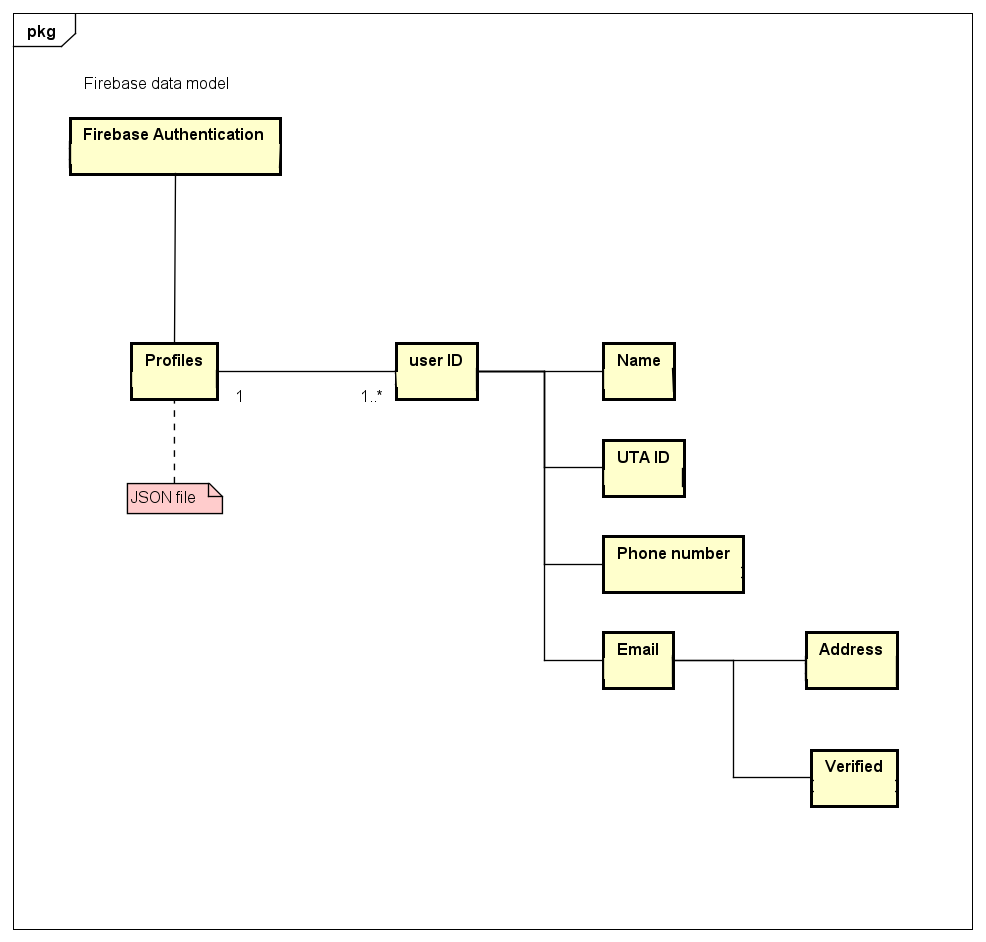 pkg
Firebase data model
Firebase Authentication
Profiles
user ID
Name
1
1..*
UTA ID
JSON file
Phone number
Email
Address
Verified